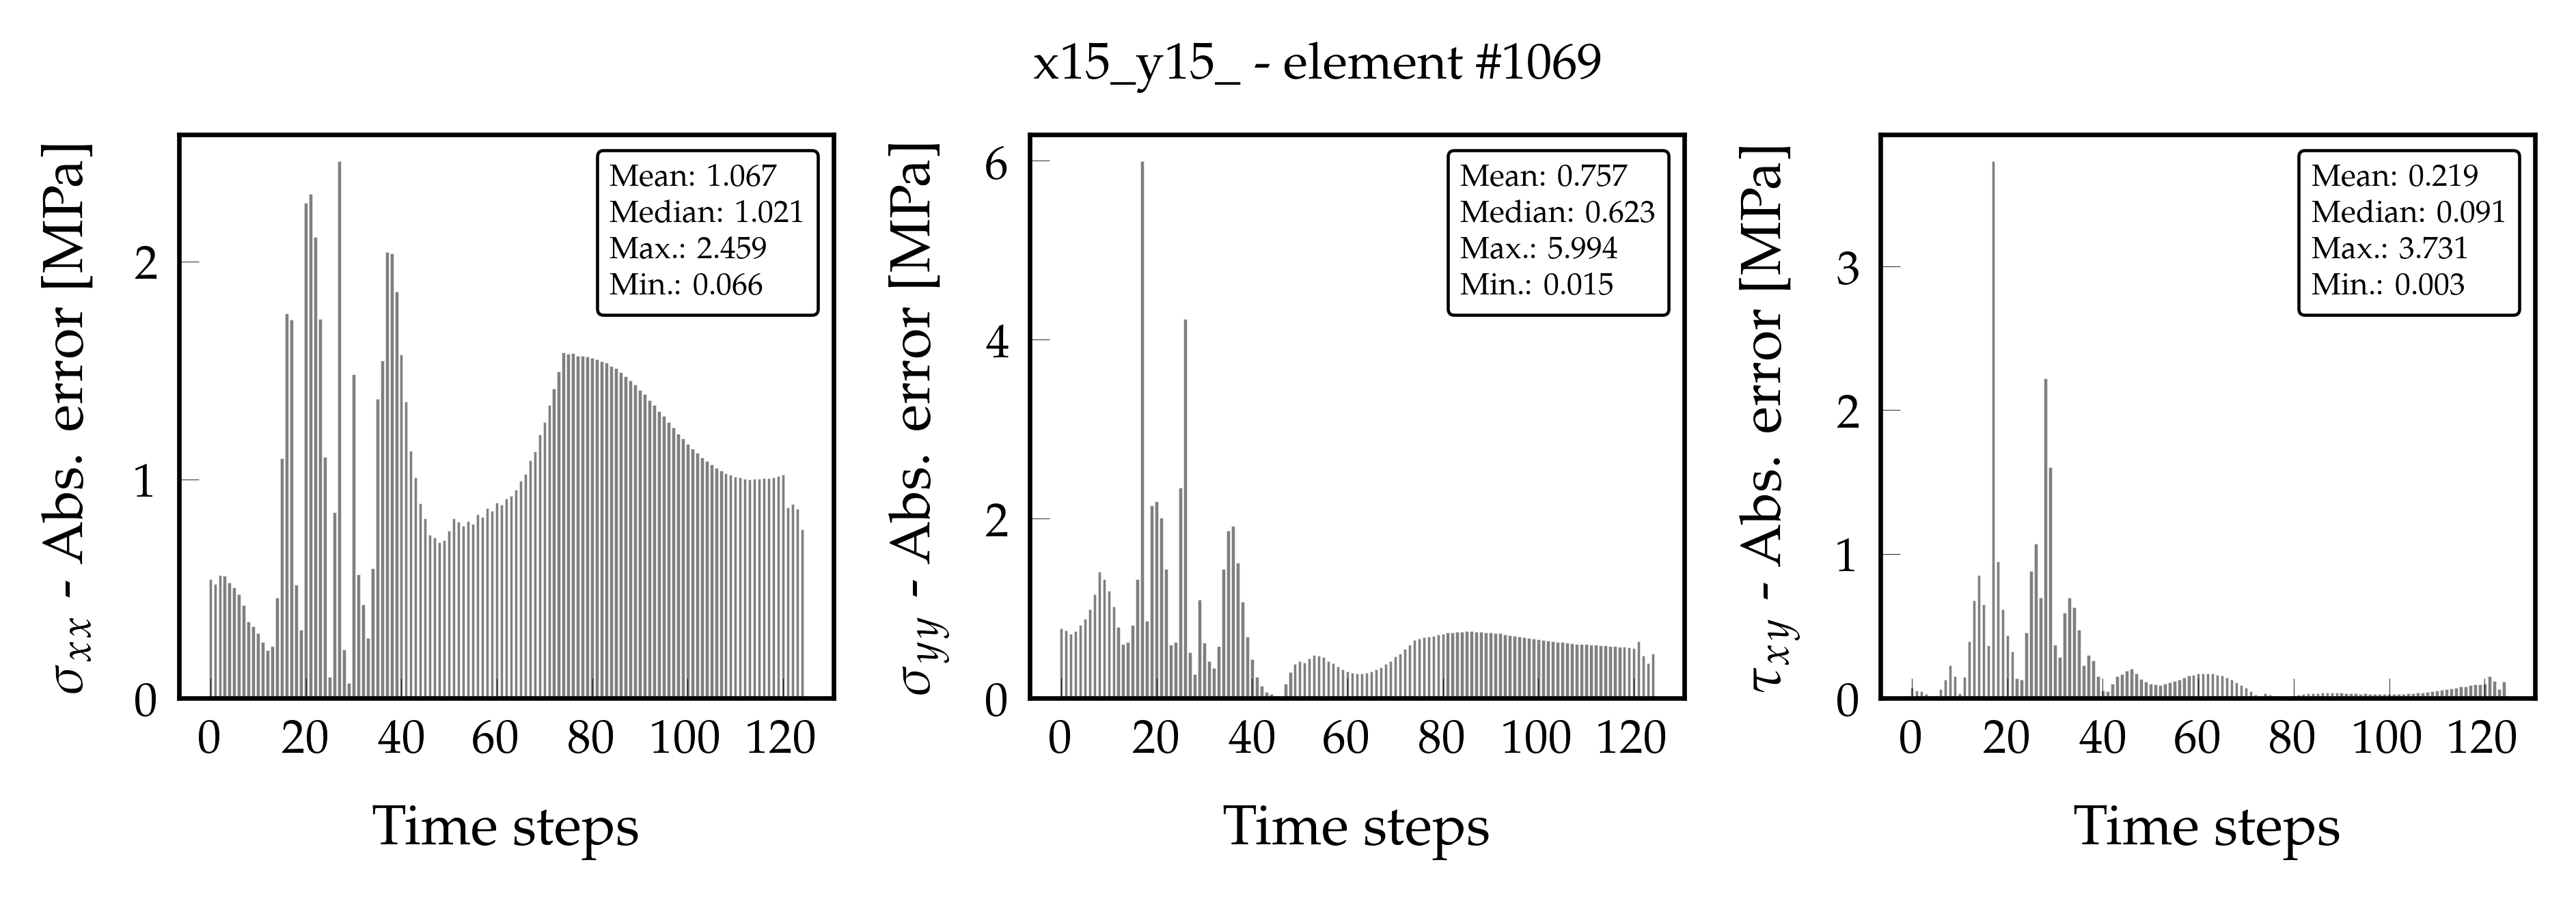 x15_y15_ - element #1069
σxx - Abs. error [MPa]
2
1
0
Mean: 1.067
Median: 1.021
Max.: 2.459
Min.: 0.066
0 20 40 60 80 100 120
Time steps
σyy - Abs. error [MPa]
6
4
2
0
Mean: 0.757
Median: 0.623
Max.: 5.994
Min.: 0.015
0 20 40 60 80 100 120
Time steps
τxy - Abs. error [MPa]
3
2
1
0
Mean: 0.219
Median: 0.091
Max.: 3.731
Min.: 0.003
0 20 40 60 80 100 120
Time steps